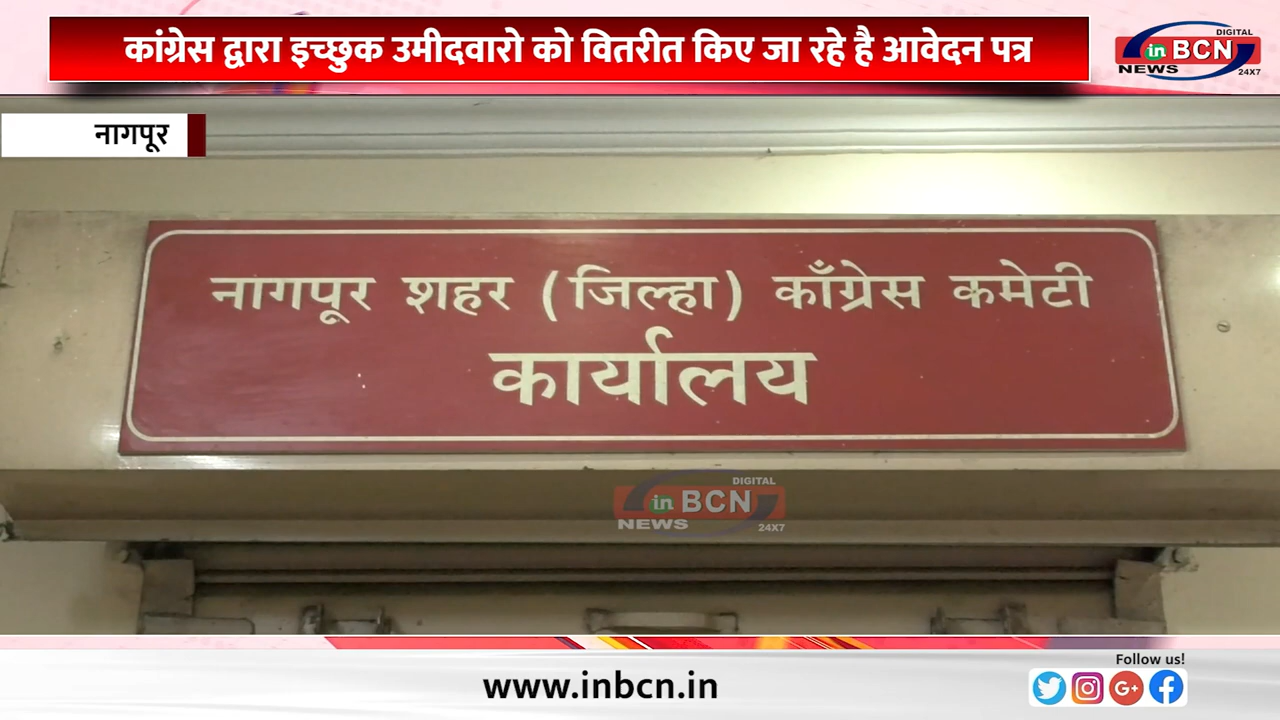 कांग्रेस द्वारा इच्छुक उमीदवारो को वितरीत किए जा रहे है आवेदन पत्र
DIGITAL
in BCN
NEWS 24X7
नागपूर
नागपूर शहर (जिल्हा) काँग्रेस कमेटी
कार्यालय
DIGITAL
in BCN
NEWS 24X7
Follow us!
www.inbcn.in